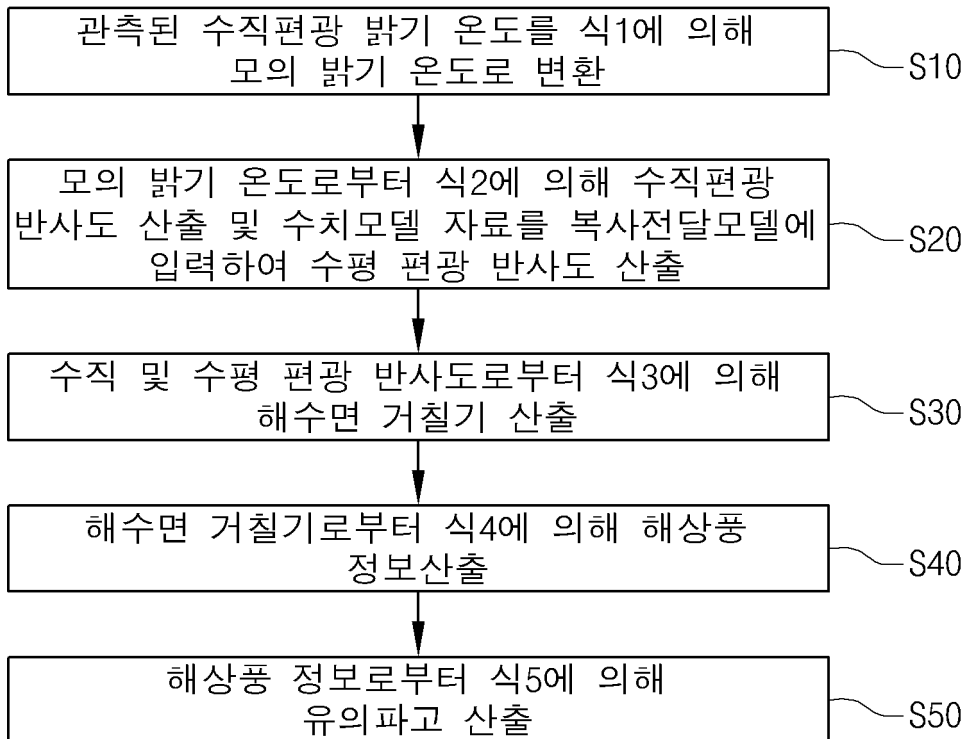 관측된 수직편광 밝기 온도를 식1에 의해
모의 밝기 온도로 변환
S10
모의 밝기 온도로부터 식2에 의해 수직편광
반사도 산출 및 수치모델 자료를 복사전달모델에
입력하여 수평 편광 반사도 산출
S20
수직 및 수평 편광 반사도로부터 식3에 의해
해수면 거칠기 산출
S30
해수면 거칠기로부터 식4에 의해 해상풍
정보산출
S40
해상풍 정보로부터 식5에 의해
유의파고 산출
S50